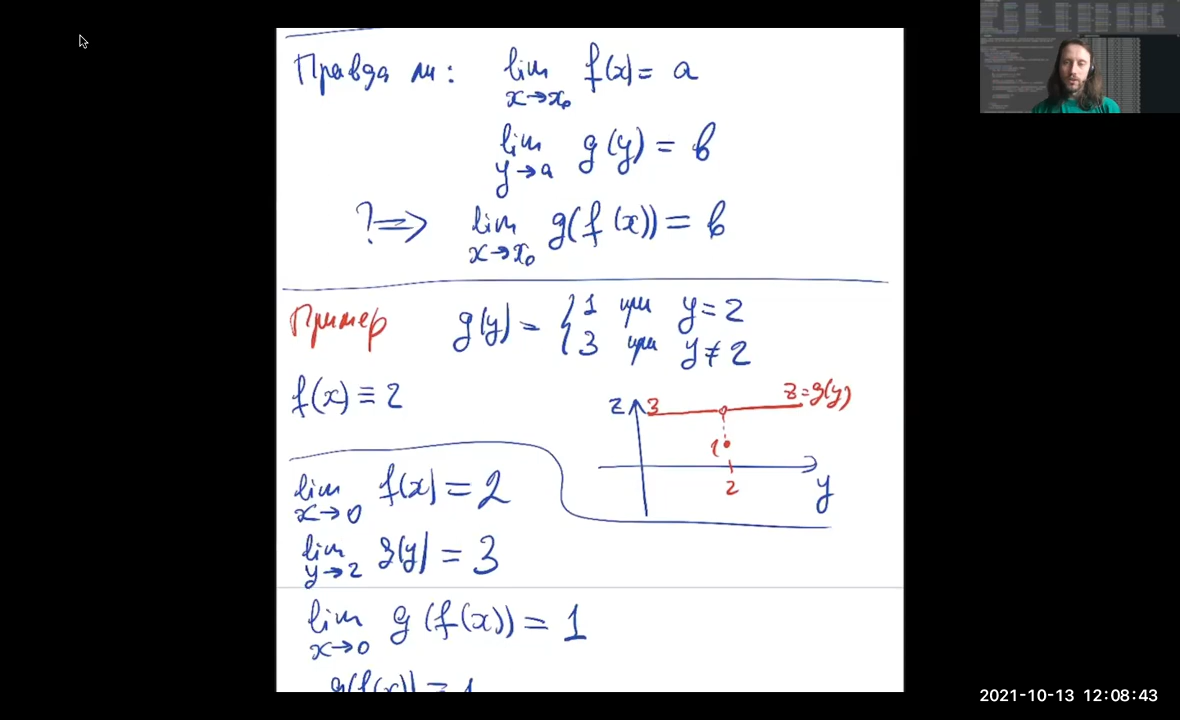 Правда ли: lim f(x) = a
x→x₀
lim g(y) = b
y→a
?⟹ lim g(f(x)) = b
x→x₀
Пример g(y) = { 1 при y = 2
3 при y ≠ 2
f(x) ≡ 2
z 3 z=g(y)
1
2 y
lim f(x) = 2
x→0
lim g(y) = 3
y→2
lim g(f(x)) = 1
x→0
g(f(x)) = 1
2021-10-13 12:08:43